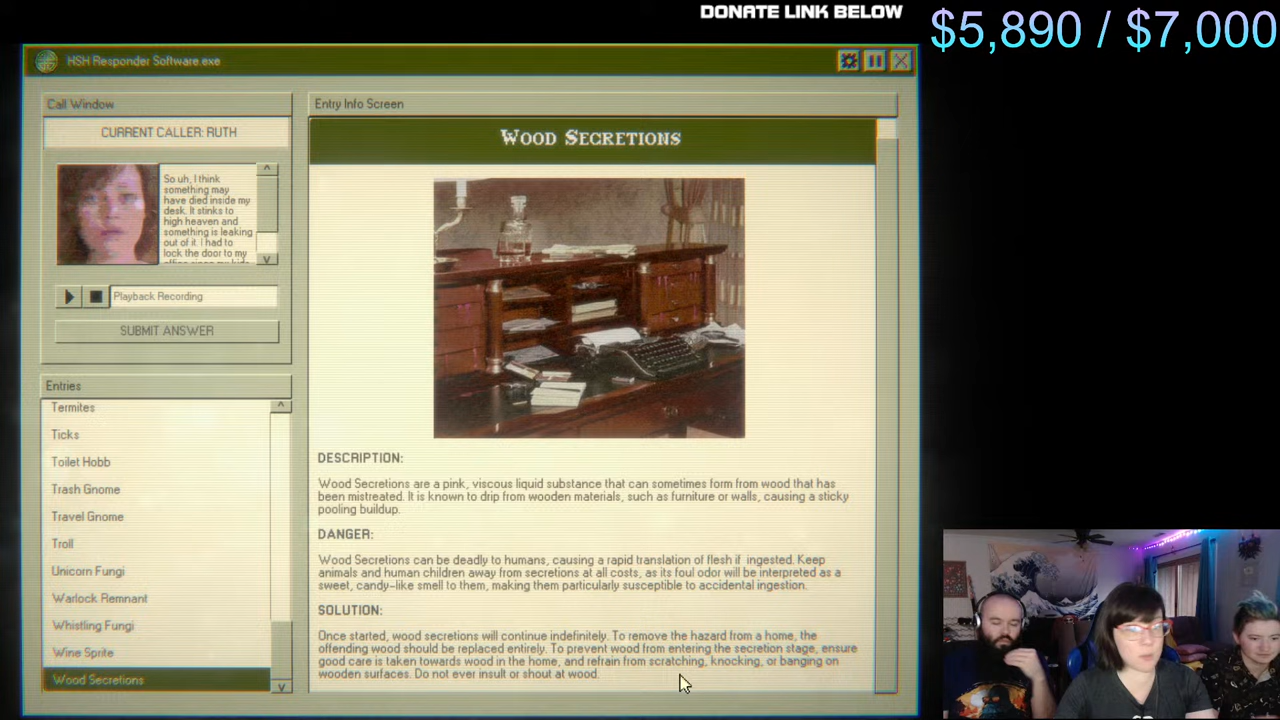 DONATE LINK BELOW
$5,890 / $7,000
HSH Responder Software.exe
Call Window
CURRENT CALLER: RUTH
So uh, I think
something may
have died inside my
desk. It stinks to
high heaven and
something is leaking
out of it. I had to
lock the door to my
Playback Recording
SUBMIT ANSWER
Entries
Termites
Ticks
Toilet Hobb
Trash Gnome
Travel Gnome
Troll
Unicorn Fungi
Warlock Remnant
Whistling Fungi
Wine Sprite
Wood Secretions
Entry Info Screen
WOOD SECRETIONS
DESCRIPTION:
Wood Secretions are a pink, viscous liquid substance that can sometimes form from wood that has
been mistreated. It is known to drip from wooden materials, such as furniture or walls, causing a sticky
pooling buildup.
DANGER:
Wood Secretions can be deadly to humans, causing a rapid translation of flesh if ingested. Keep
animals and human children away from secretions at all costs, as its foul odor will be interpreted as a
sweet, candy-like smell to them, making them particularly susceptible to accidental ingestion.
SOLUTION:
Once started, wood secretions will continue indefinitely. To remove the hazard from a home, the
offending wood should be replaced entirely. To prevent wood from entering the secretion stage, ensure
good care is taken towards wood in the home, and refrain from scratching, knocking, or banging on
wooden surfaces. Do not ever insult or shout at wood.